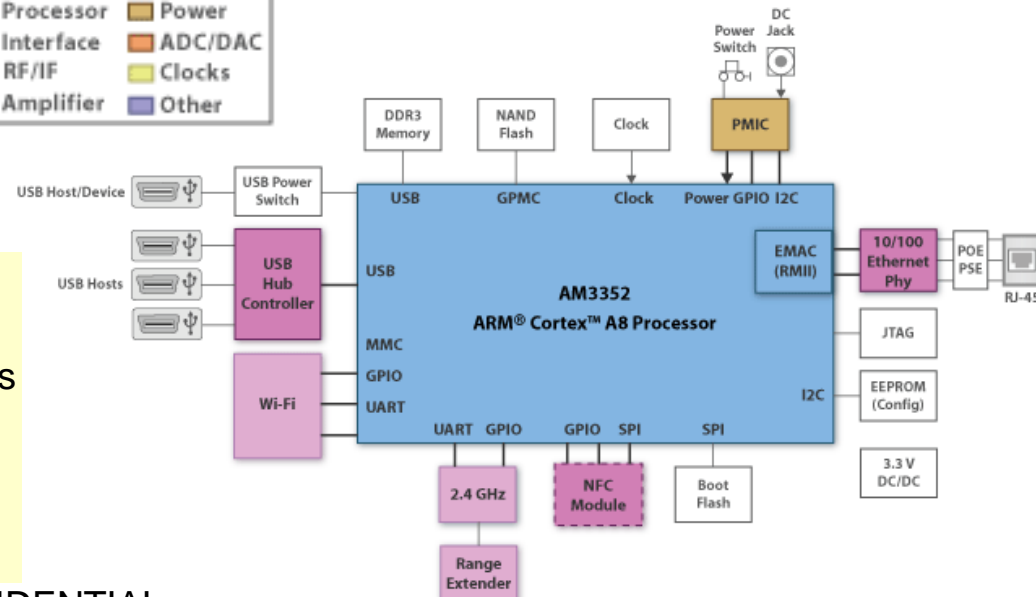 Processor Power
Interface ADC/DAC
RF/IF Clocks
Amplifier Other
DC
Jack
Power
Switch
DDR3
Memory
NAND
Flash
Clock
PMIC
USB Host/Device
USB Power
Switch
USB
GPMC
Clock
Power GPIO I2C
USB Hosts
USB
Hub
Controller
USB
EMAC
(RMII)
10/100
Ethernet
Phy
POE
PSE
RJ-45
AM3352
ARM® Cortex™ A8 Processor
JTAG
MMC
GPIO
UART
Wi-Fi
I2C
EEPROM
(Config)
UART GPIO
GPIO SPI
SPI
3.3 V
DC/DC
2.4 GHz
NFC
Module
Boot
Flash
Range
Extender